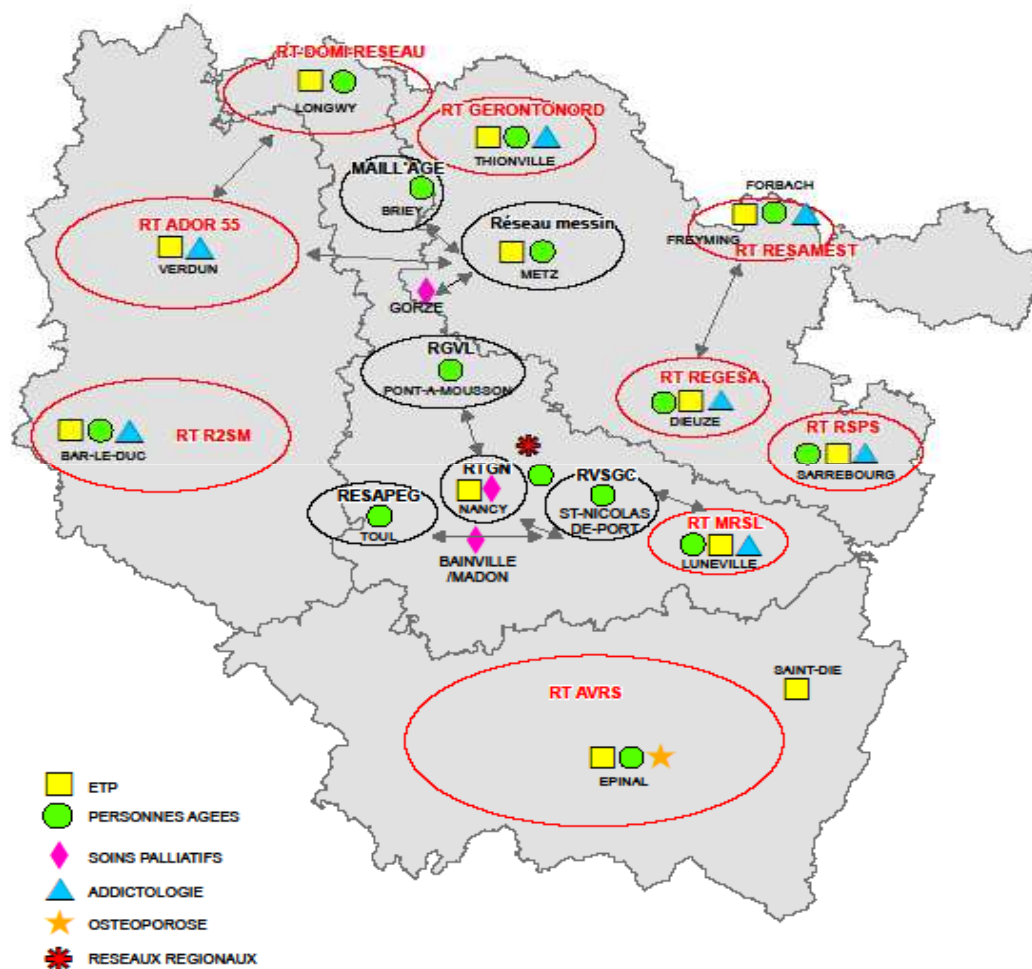 RT DOMI RESEAU
LONGWY
RT GERONTONORD
THIONVILLE
MAILL'AGE
BRIEY
FORBACH
FREYMING
RT RESAMEST
RT ADOR 55
VERDUN
Réseau messin
METZ
GORZE
RGVL
PONT-A-MOUSSON
RT REGESA
DIEUZE
RT R2SM
BAR-LE-DUC
RT RSPS
SARREBOURG
RTGN
NANCY
RVSGC
ST-NICOLAS
DE-PORT
RESAPEG
TOUL
RT MRSL
LUNEVILLE
BAINVILLE
/MADON
SAINT-DIE
RT AVRS
EPINAL
ETP
PERSONNES AGEES
SOINS PALLIATIFS
ADDICTOLOGIE
OSTEOPOROSE
RESEAUX REGIONAUX